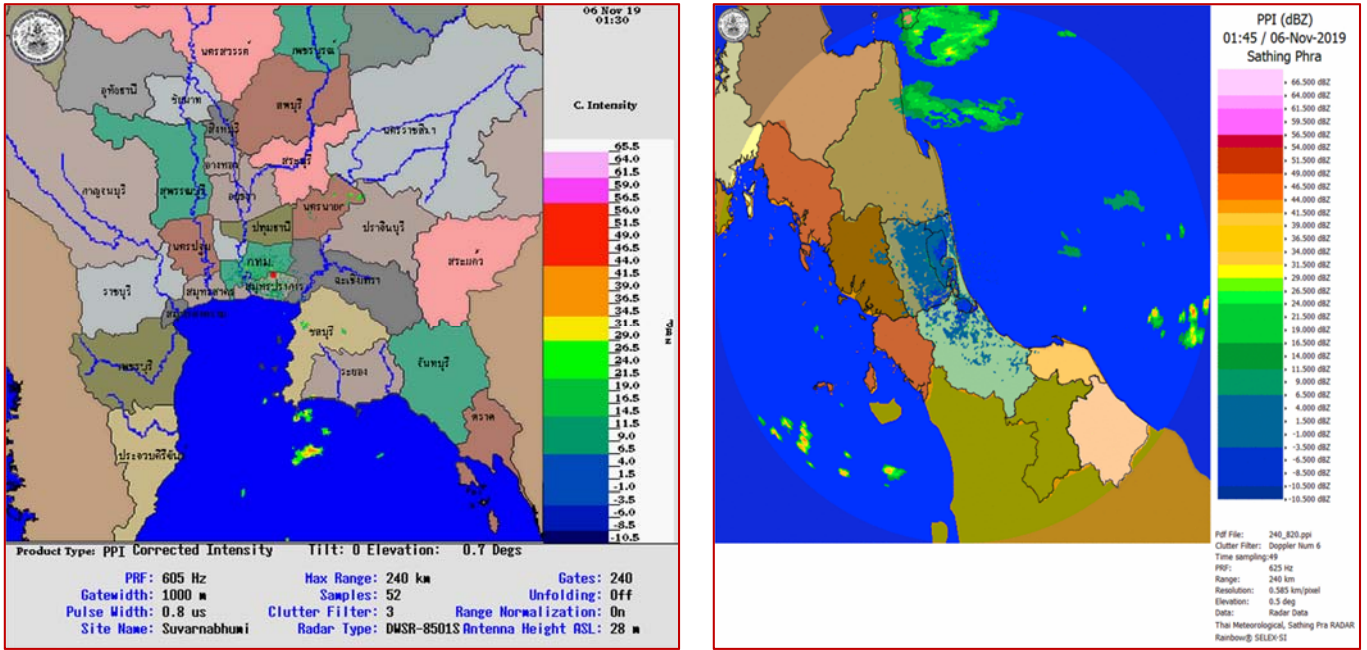 06 Nov 19
01:30
C. Intensity
65.5
64.0
61.5
59.0
56.5
56.0
51.5
49.0
46.5
44.0
41.5
39.0
36.5
34.5
31.5
29.0
26.5
24.0
21.5
19.0
16.5
14.5
11.5
9.0
6.5
4.0
1.5
-1.0
-3.5
-6.0
-8.5
-10.5
นครสวรรค์
เพชรบูรณ์
อุทัยธานี
ชัยนาท
ลพบุรี
สิงห์บุรี
นครราชสีมา
อ่างทอง
สระบุรี
กาญจนบุรี
สุพรรณบุรี
อยุธยา
นครนายก
ปทุมธานี
ปราจีนบุรี
นครปฐม
กทม.
สระแก้ว
ราชบุรี
สมุทรสาคร
สมุทรปราการ
ฉะเชิงเทรา
ชลบุรี
เพชรบุรี
ระยอง
จันทบุรี
ตราด
ประจวบคีรีขันธ์
Product Type: PPI Corrected Intensity Tilt: 0 Elevation: 0.7 Degs
PRF: 605 Hz Max Range: 240 km Gates: 240
Gatewidth: 1000 m Samples: 52 Unfolding: Off
Pulse Width: 0.8 us Clutter Filter: 3 Range Normalization: On
Site Name: Suvarnabhumi Radar Type: DWSR-8501S Antenna Height ASL: 28 m
PPI (dBZ)
01:45 / 06-Nov-2019
Sathing Phra
66.500 dBZ
64.000 dBZ
61.500 dBZ
59.500 dBZ
56.500 dBZ
54.000 dBZ
51.500 dBZ
49.000 dBZ
46.500 dBZ
44.000 dBZ
41.500 dBZ
39.000 dBZ
36.500 dBZ
34.000 dBZ
31.500 dBZ
29.000 dBZ
26.500 dBZ
24.000 dBZ
21.500 dBZ
19.000 dBZ
16.500 dBZ
14.000 dBZ
11.500 dBZ
9.000 dBZ
6.500 dBZ
4.000 dBZ
1.500 dBZ
-1.000 dBZ
-3.500 dBZ
-6.500 dBZ
-8.500 dBZ
-10.500 dBZ
-10.500 dBZ
Pdf File: 240_820.ppi
Clutter Filter: Doppler Num 6
Time sampling:49
PRF: 625 Hz
Range: 240 km
Resolution: 0.585 km/pixel
Elevation: 0.5 deg
Data: Radar Data
Thai Meteorological, Sathing Pra RADAR
Rainbow® SELEX-SI